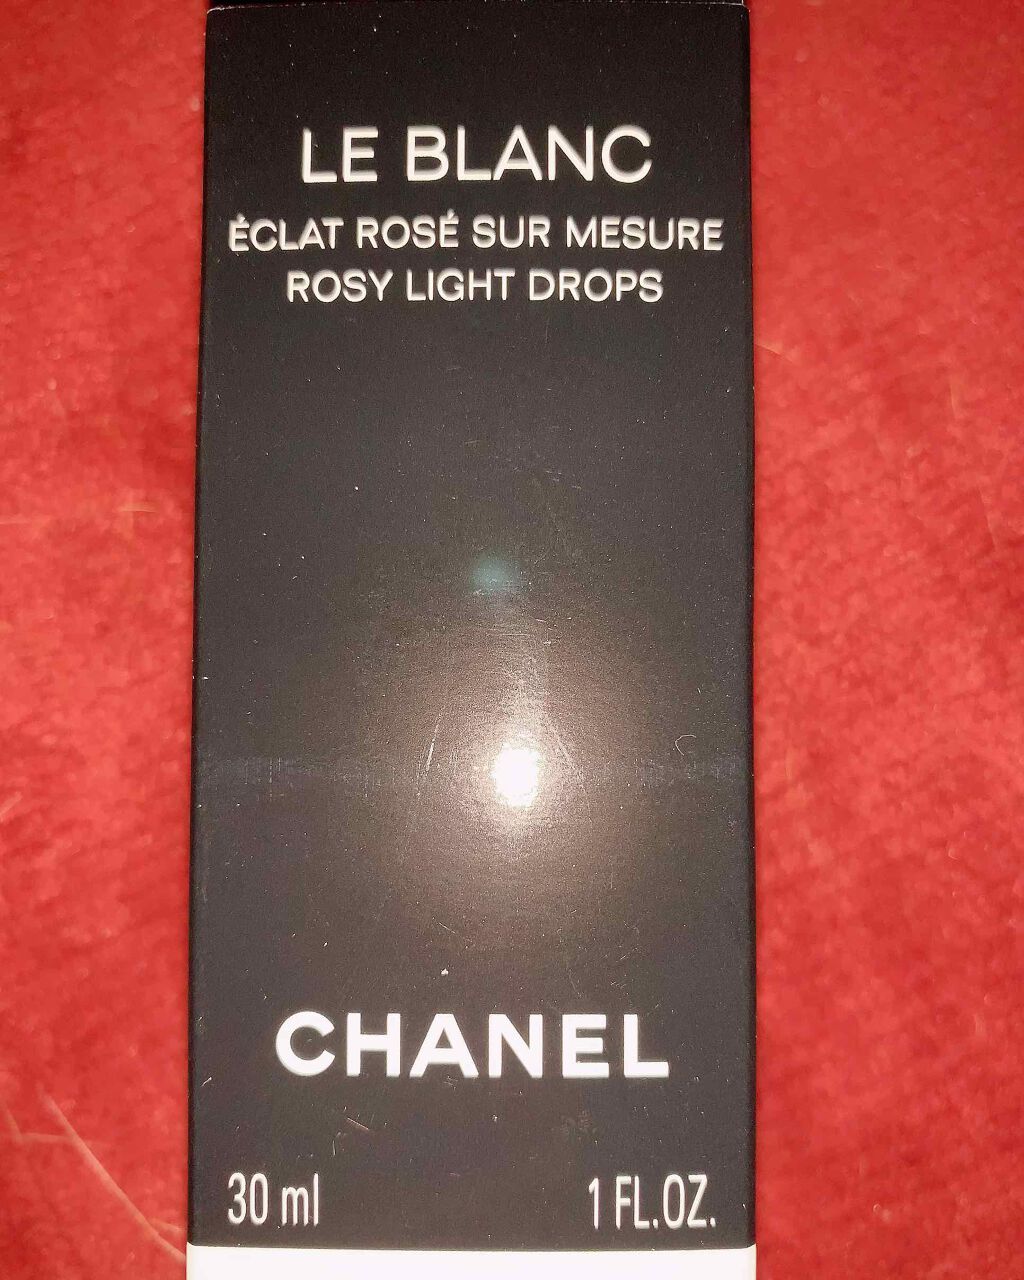 LE BLANC
ÉCLAT ROSÉ SUR MESURE
ROSY LIGHT DROPS
CHANEL
30 ml 1 FL.OZ.